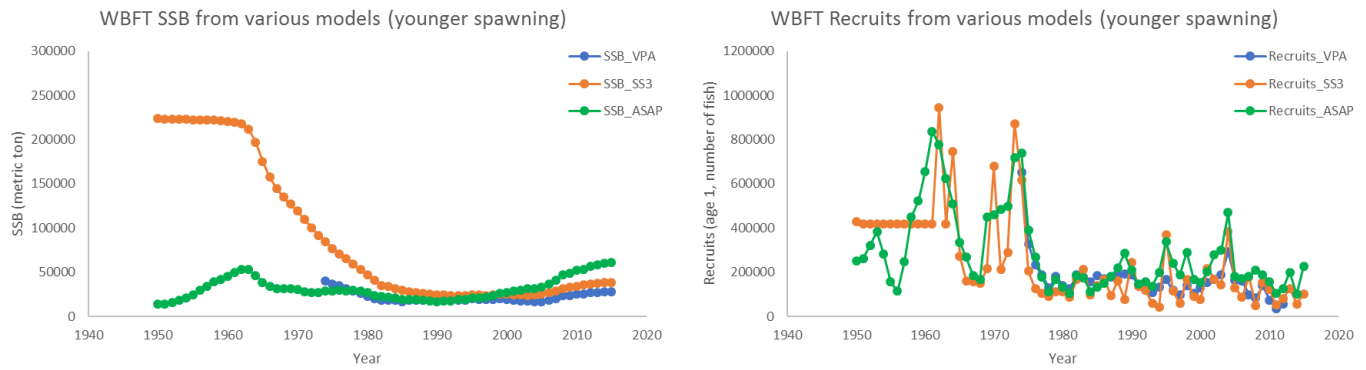 WBFT SSB from various models (younger spawning)
300000
250000
200000
150000
100000
50000
0
SSB (metric ton)
1940
1950
1960
1970
1980
1990
2000
2010
2020
Year
SSB_VPA
SSB_SS3
SSB_ASAP
WBFT Recruits from various models (younger spawning)
1200000
1000000
800000
600000
400000
200000
0
Recruits (age 1, number of fish)
1940
1950
1960
1970
1980
1990
2000
2010
2020
Year
Recruits_VPA
Recruits_SS3
Recruits_ASAP